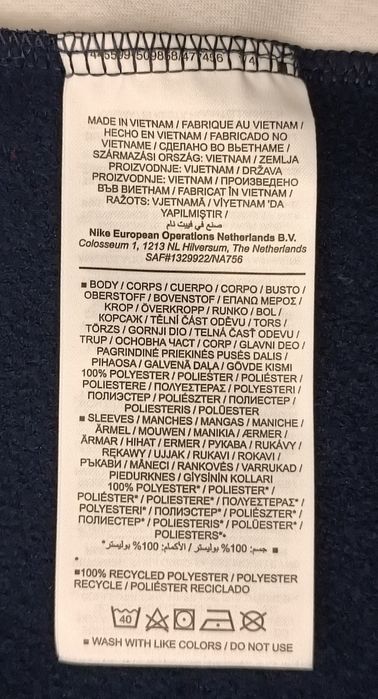 MADE IN VIETNAM / FABRIQUE AU VIETNAM /
HECHO EN VIETNAM / FABRICADO NO
VIETNAME / СДЕЛАНО ВО ВЬЕТНАМЕ /
SZÁRMAZÁSI ORSZÁG: VIETNAM / ZEMLJA
PROIZVODNJE: VIJETNAM / DRŽAVA
PROIZVODNJE: VIETNAM / ПРОИЗВЕДЕНО
ВЪВ ВИЕТНАМ / FABRICAT ÎN VIETNAM /
RAŽOTS: VJETNAMĀ / VİYETNAM 'DA
YAPILMIŞTIR /
صنع في فييت نام
Nike European Operations Netherlands B.V.
Colosseum 1, 1213 NL Hilversum, The Netherlands
SAF#1329922/NA756
BODY / CORPS / CUERPO / CORPO / BUSTO /
OBERSTOFF / BOVENSTOF / ΕΠΑΝΩ ΜΕΡΟΣ /
KROP / ÖVERKROPP / RUNKO / BOL /
КОРСАЖ / TĚLNÍ ČÁST ODĚVU / TORS /
TÖRZS / GORNJI DIO / TELNÁ ČASŤ ODEVU /
TRUP / ОСНОВНА ЧАСТ / CORP / GLAVNI DEO /
PAGRINDINĖ PRIEKINĖS PUSĖS DALIS /
PIHAOSA / GALVENĀ DAĻA / GÖVDE KISMI
100% POLYESTER / POLIÉSTER /
POLIESTERE / ΠΟΛΥΕΣΤΕΡΑΣ / POLYESTERI /
ПОЛИЭСТЕР / POLIÉSZTER / ПОЛИЕСТЕР /
POLIESTERIS / POLÜESTER
SLEEVES / MANCHES / MANGAS / MANICHE /
ÄRMEL / MOUWEN / ΜΑΝΙΚΙΑ / ÆRMER /
ÄRMAR / HIHAT / ERMER / РУКАВА / RUKÁVY /
RĘKAWY / UJJAK / RUKAVI / ROKAVI /
РЪКАВИ / MÂNECI / RANKOVĖS / VARRUKAD /
PIEDURKNES / GİYSİNİN KOLLARI
100% POLYESTER* / POLIESTER* /
POLIÉSTER* / POLIESTERE* / ΠΟΛΥΕΣΤΕΡΑΣ* /
POLYESTERI* / ПОЛИЭСТЕР* / POLIÉSZTER* /
ПОЛИЕСТЕР* / POLIESTERIS* / POLÜESTER* /
POLIESTERS*
جسم: 100% بوليستر / الأكمام: 100% بوليستر*
100% RECYCLED POLYESTER / POLYESTER
RECYCLE / POLIÉSTER RECICLADO
40
WASH WITH LIKE COLORS / DO NOT USE